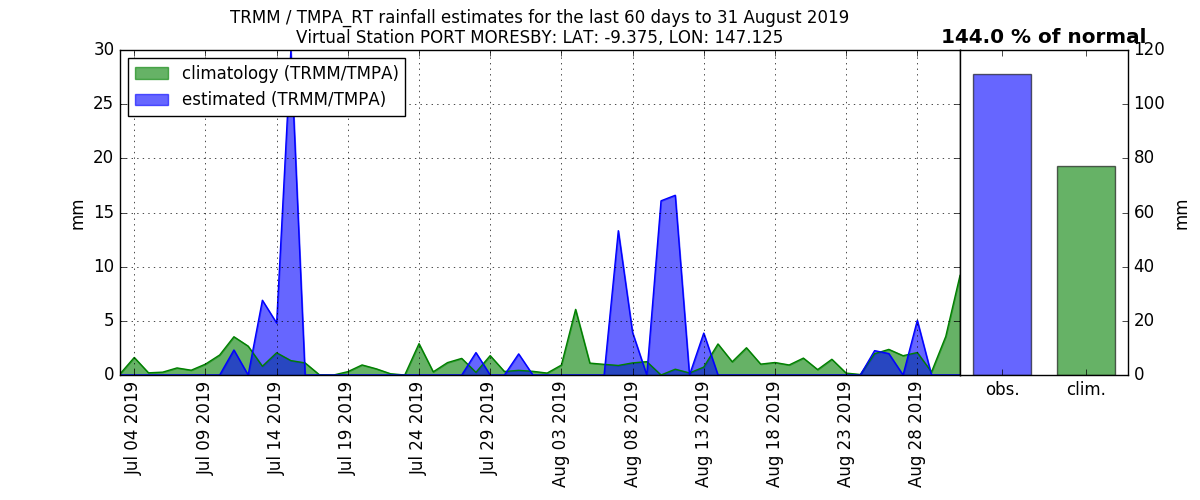 TRMM / TMPA_RT rainfall estimates for the last 60 days to 31 August 2019
Virtual Station PORT MORESBY: LAT: -9.375, LON: 147.125
144.0 % of normal
climatology (TRMM/TMPA)
estimated (TRMM/TMPA)
30
25
20
15
10
5
0
mm
Jul 04 2019
Jul 09 2019
Jul 14 2019
Jul 19 2019
Jul 24 2019
Jul 29 2019
Aug 03 2019
Aug 08 2019
Aug 13 2019
Aug 18 2019
Aug 23 2019
Aug 28 2019
obs.
clim.
120
100
80
60
40
20
0
mm